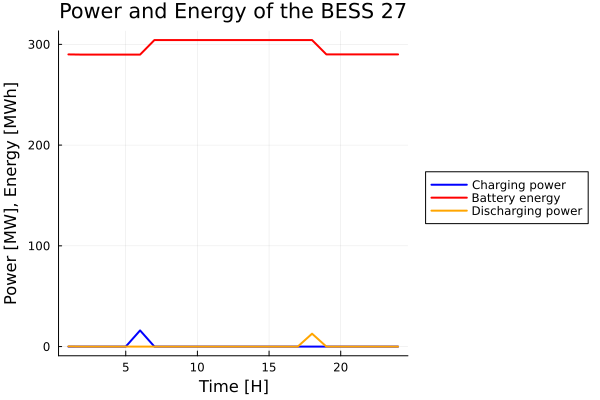 Power and Energy of the BESS 27
Power [MW], Energy [MWh]
300
200
100
0
5
10
15
20
Time [H]
Charging power
Battery energy
Discharging power